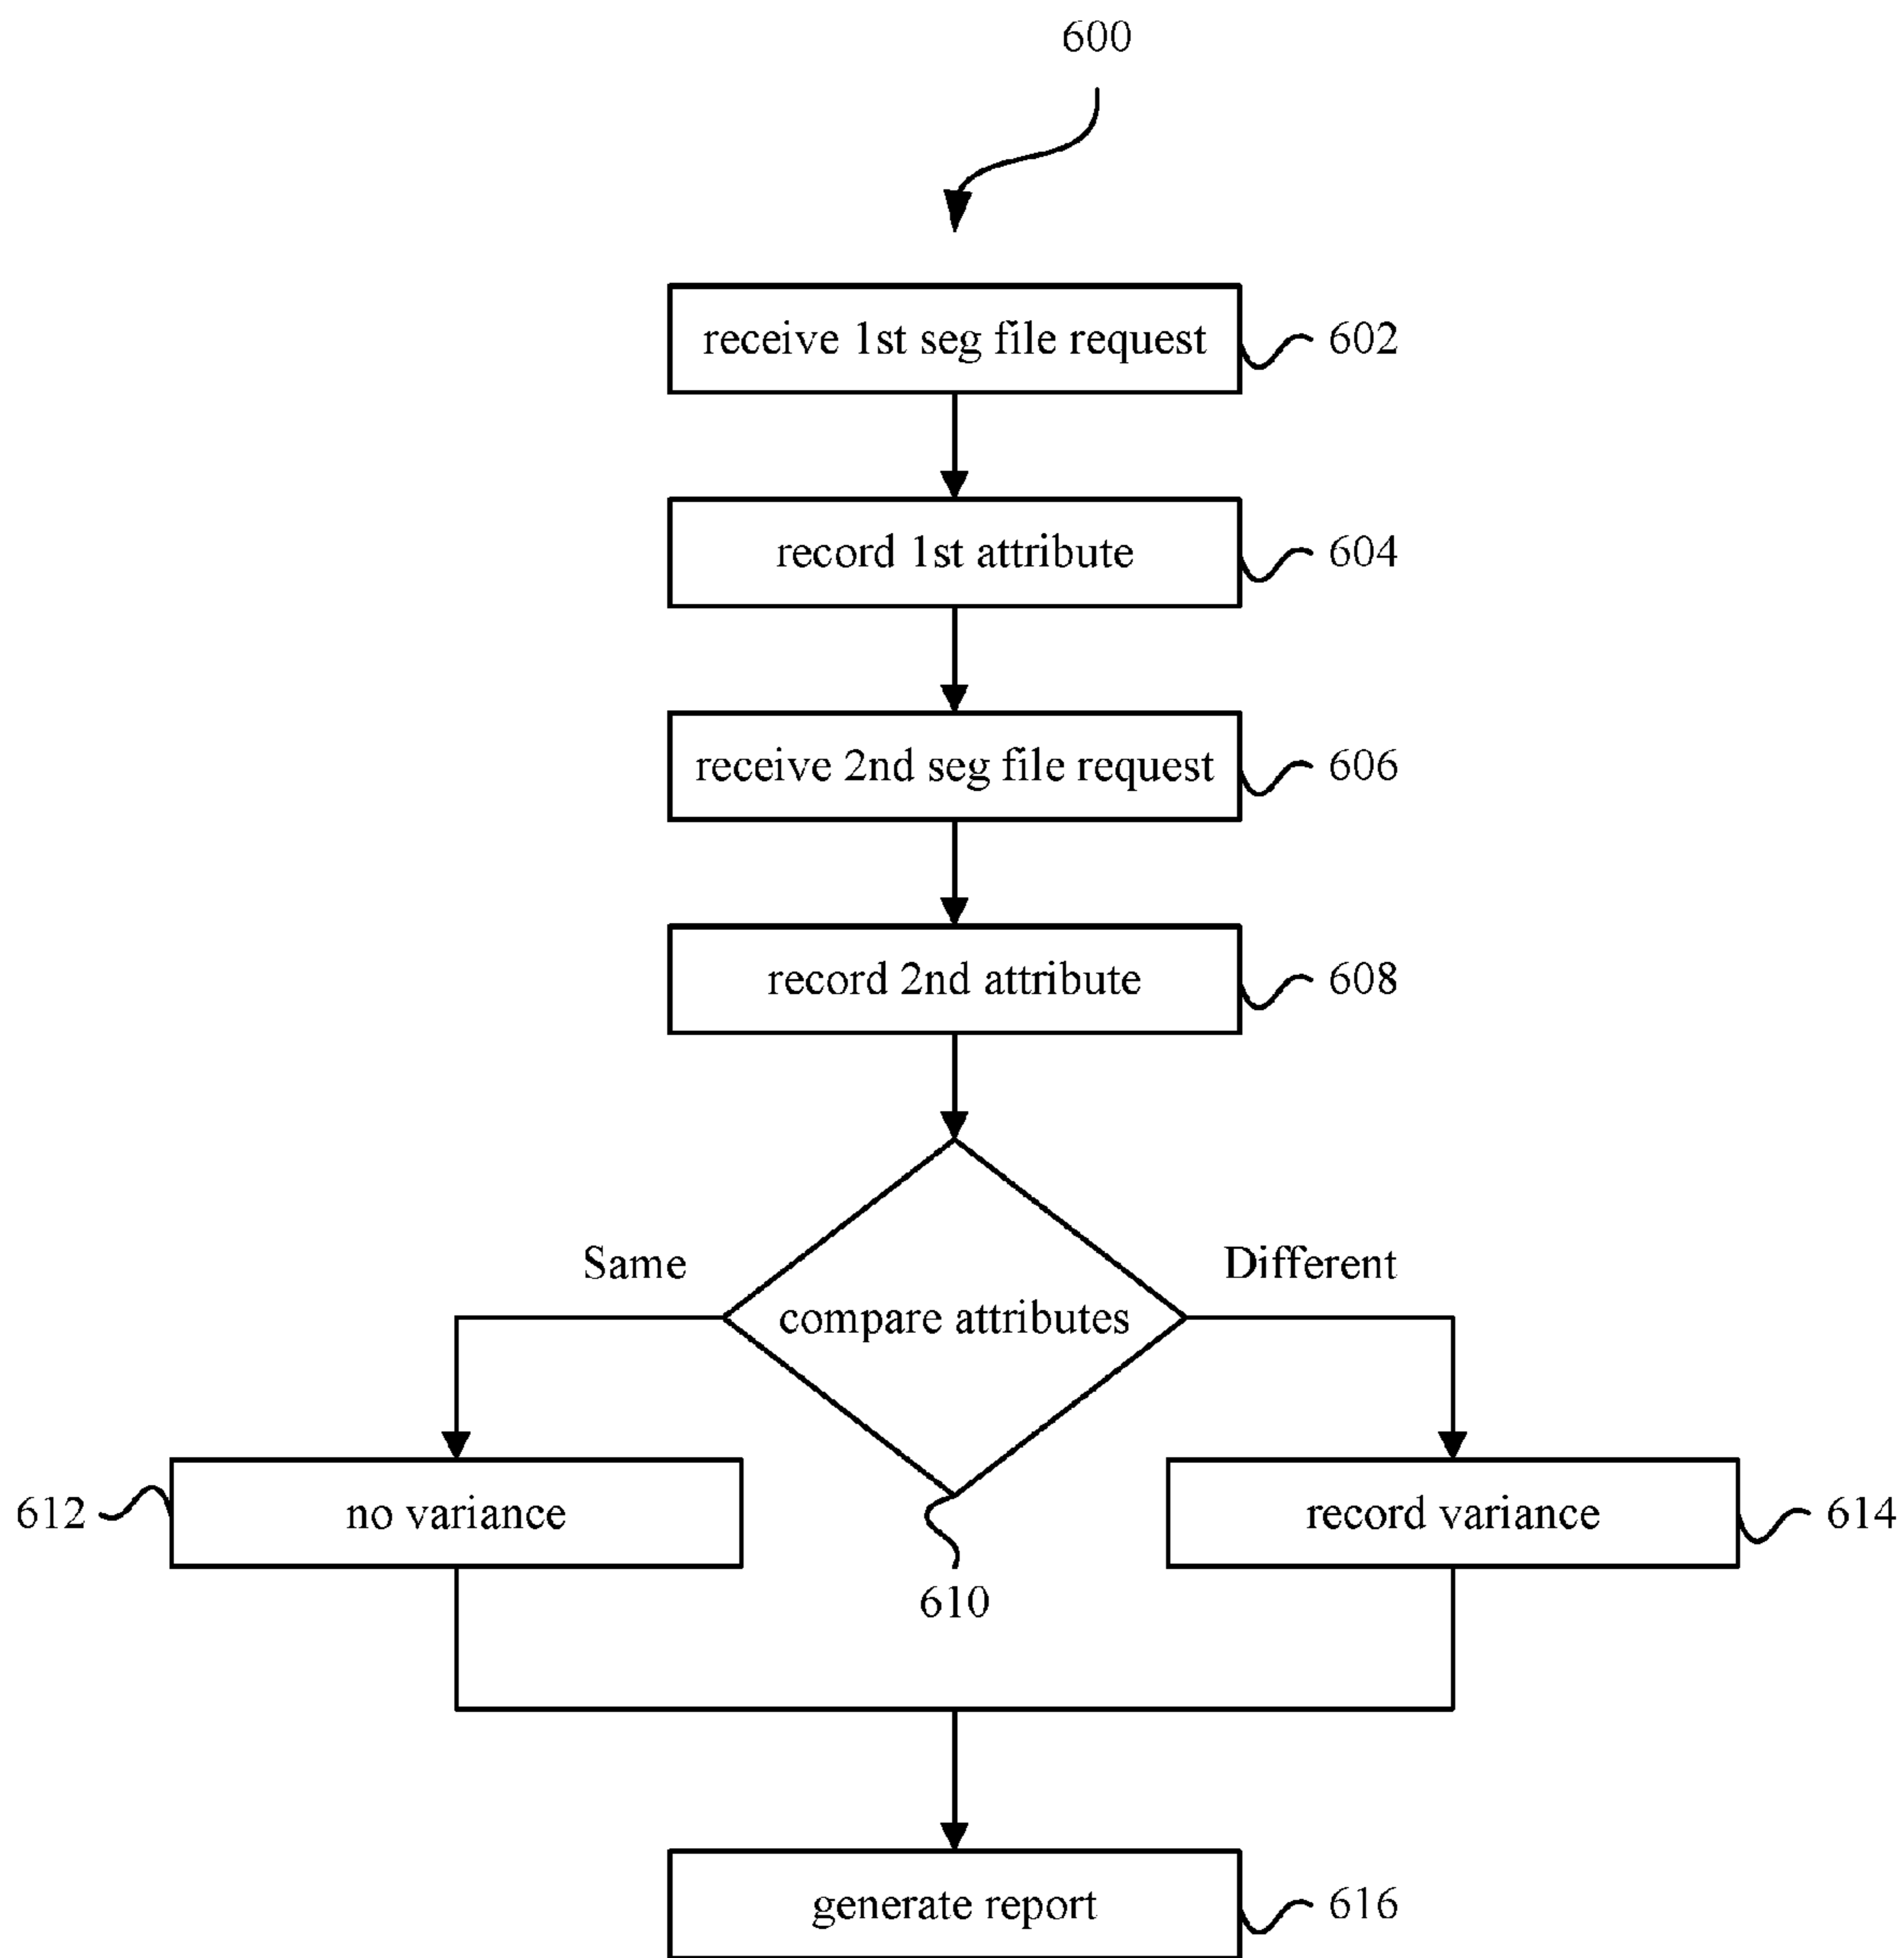 600
receive 1st seg file request
602
record 1st attribute
604
receive 2nd seg file request
606
record 2nd attribute
608
Same
Different
compare attributes
612
no variance
record variance
614
610
generate report
616